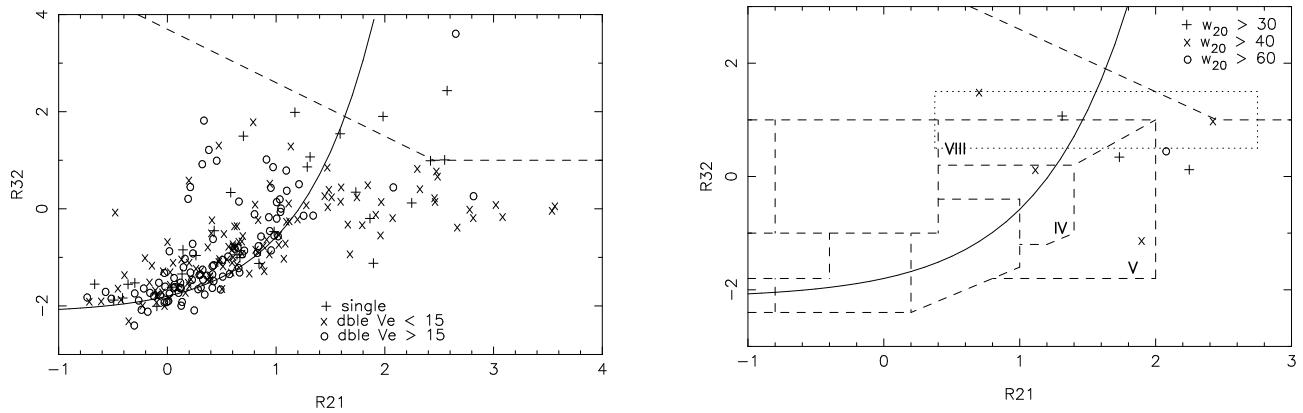 4
2
0
−2
R32
−1
0
1
2
3
4
R21
+ single
x dble Ve < 15
o dble Ve > 15
2
0
−2
R32
−1
0
1
2
3
R21
+ w20 > 30
x w20 > 40
o w20 > 60
VIII
IV
V